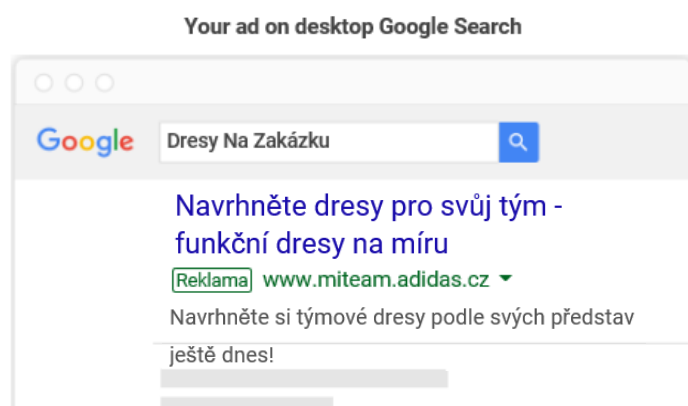 Your ad on desktop Google Search
Google Dresy Na Zakázku
Navrhněte dresy pro svůj tým -
funkční dresy na míru
Reklama www.miteam.adidas.cz
Navrhněte si týmové dresy podle svých představ
ještě dnes!